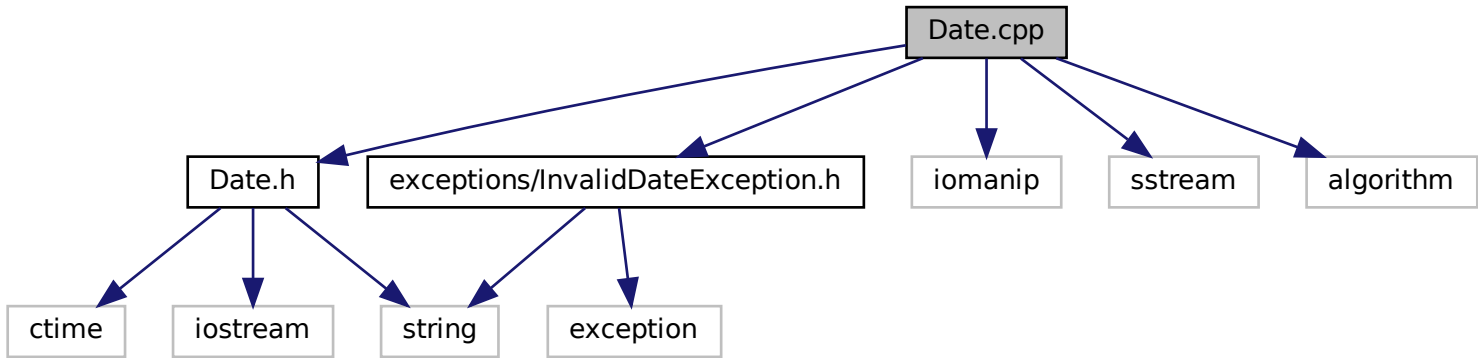 Date.cpp
Date.h
exceptions/InvalidDateException.h
iomanip
sstream
algorithm
ctime
iostream
string
exception